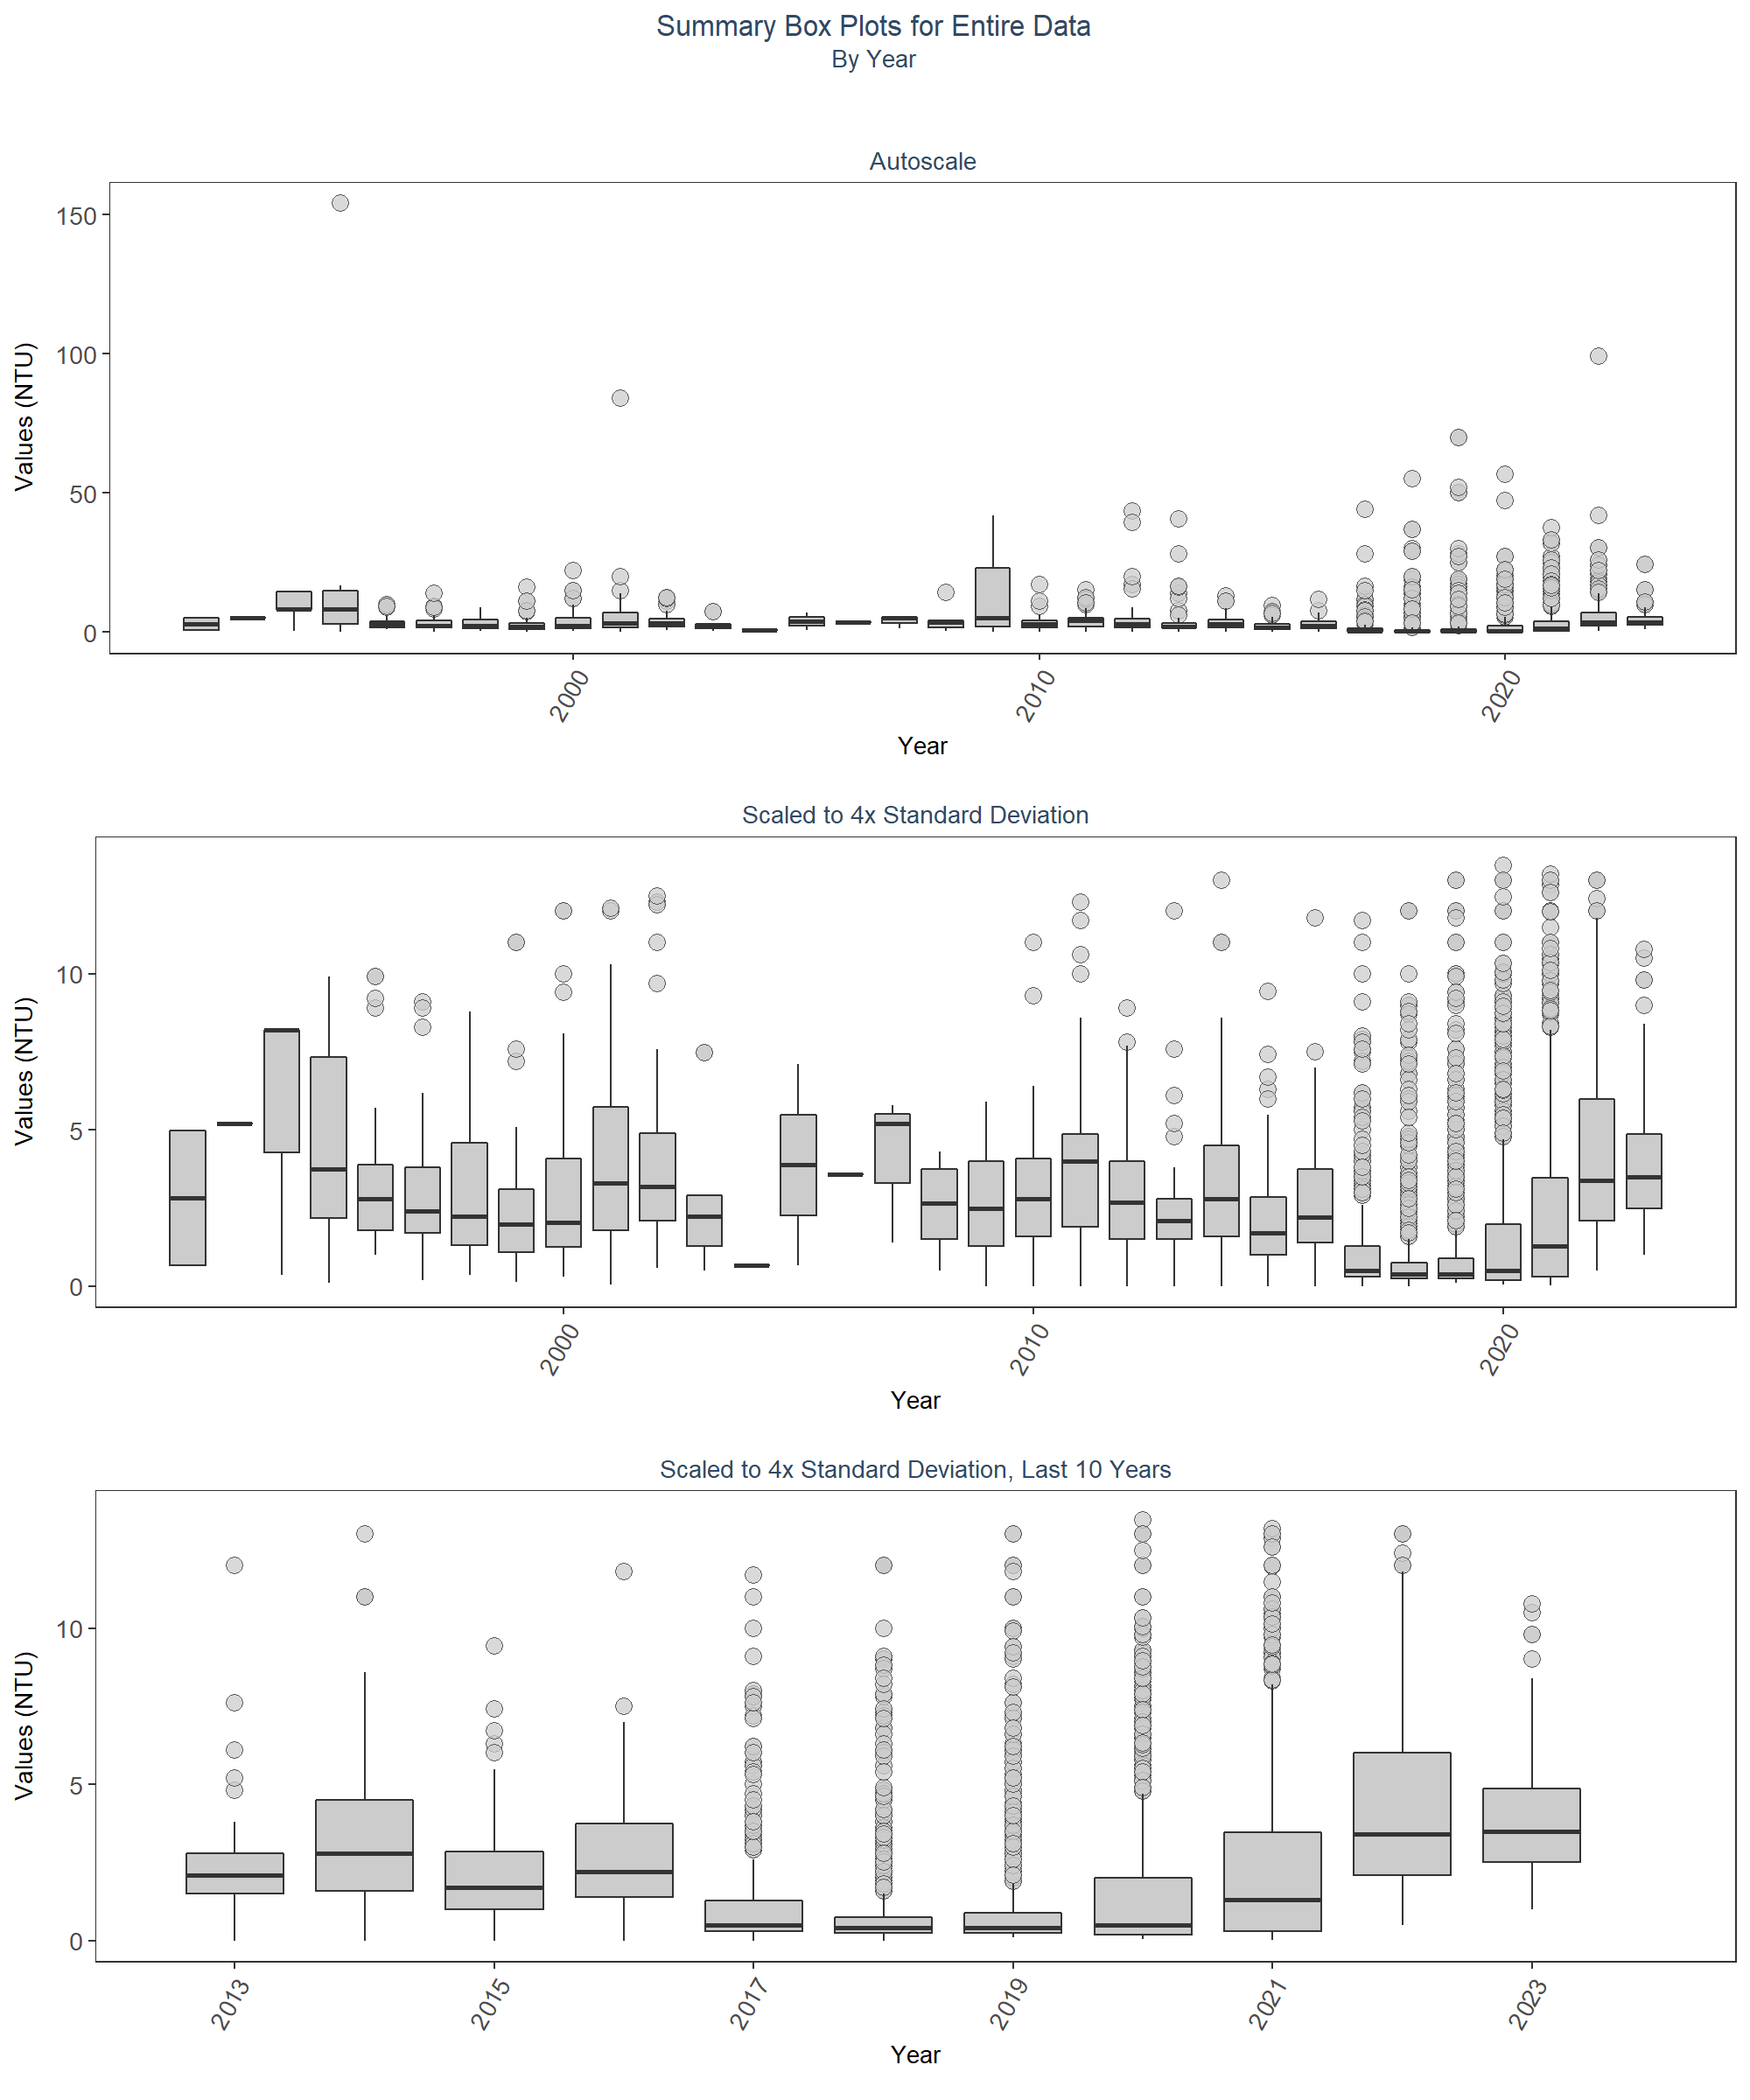 Summary Box Plots for Entire Data
By Year
Autoscale
Values (NTU)
150
100
50
0
2000
2010
2020
Year
Scaled to 4x Standard Deviation
Values (NTU)
10
5
0
2000
2010
2020
Year
Scaled to 4x Standard Deviation, Last 10 Years
Values (NTU)
10
5
0
2013
2015
2017
2019
2021
2023
Year